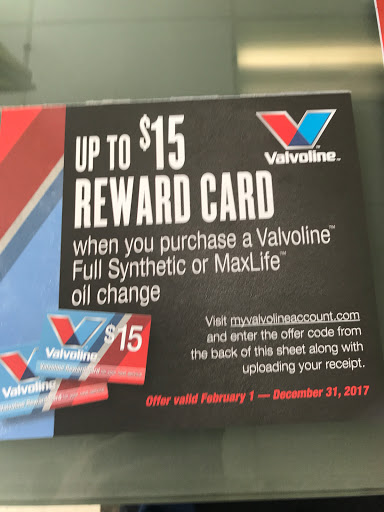 UP TO $15
REWARD CARD
Valvoline™
when you purchase a Valvoline™
Full Synthetic or MaxLife™
oil change
Visit myvalvolineaccount.com
and enter the offer code from
the back of this sheet along with
uploading your receipt.
Offer valid February 1 — December 31, 2017
$15
Valvoline
Valvoline